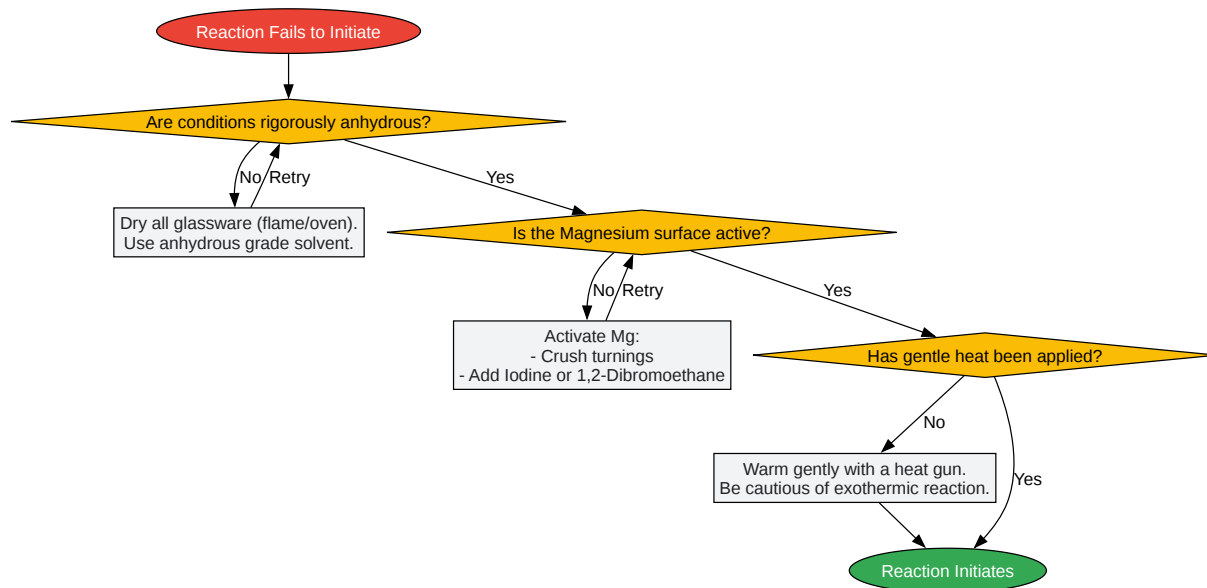 Reaction Fails to Initiate
Are conditions rigorously anhydrous?
No
Retry
Yes
Dry all glassware (flame/oven).
Use anhydrous grade solvent.
Is the Magnesium surface active?
No
Retry
Yes
Activate Mg:
- Crush turnings
- Add Iodine or 1,2-Dibromoethane
Has gentle heat been applied?
No
Yes
Warm gently with a heat gun.
Be cautious of exothermic reaction.
Reaction Initiates